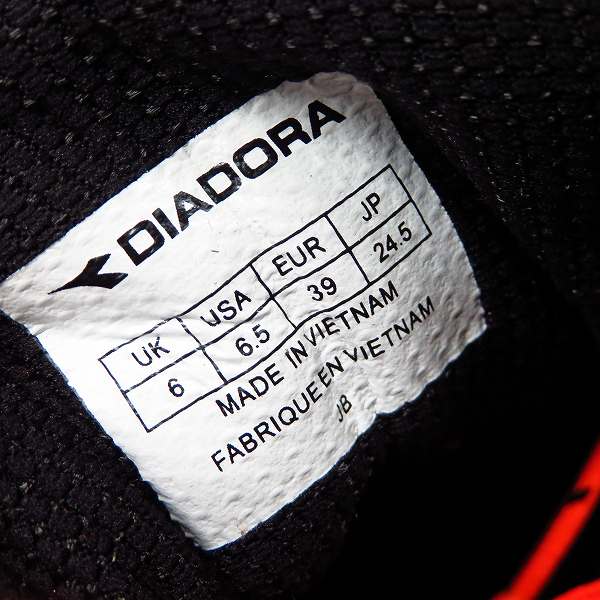 DIADORA
UK USA EUR JP
6 6.5 39 24.5
MADE IN VIETNAM
FABRIQUE EN VIETNAM
JB